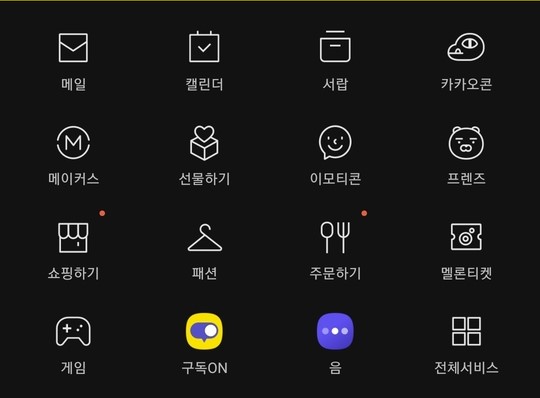 메일
캘린더
서랍
카카오콘
메이커스
선물하기
이모티콘
프렌즈
쇼핑하기
패션
주문하기
멜론티켓
게임
구독ON
음
전체서비스